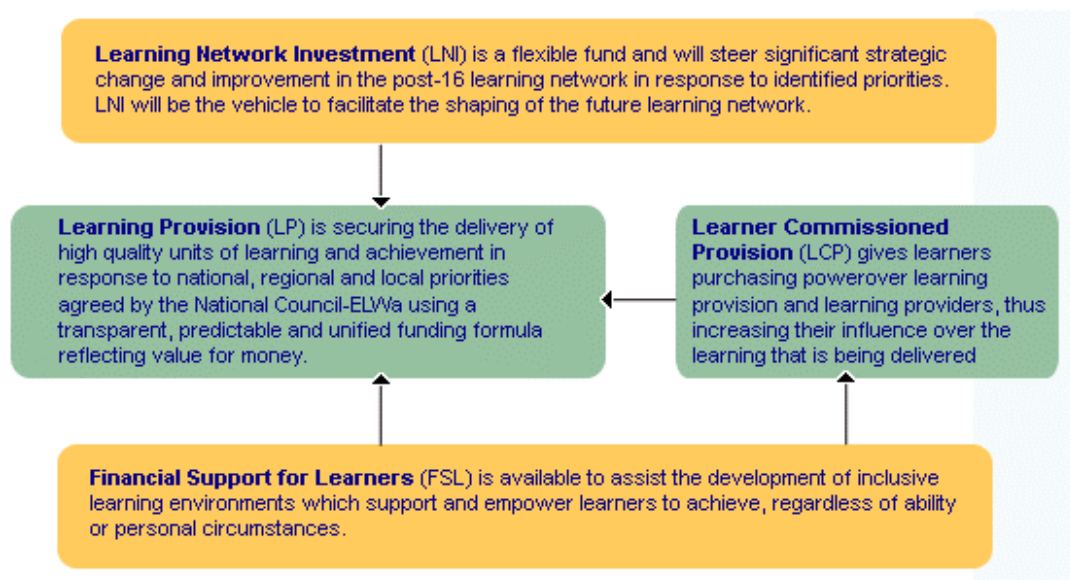 Learning Network Investment (LNI) is a flexible fund and will steer significant strategic
change and improvement in the post-16 learning network in response to identified priorities.
LNI will be the vehicle to facilitate the shaping of the future learning network.
Learning Provision (LP) is securing the delivery of
high quality units of learning and achievement in
response to national, regional and local priorities
agreed by the National Council-ELWa using a
transparent, predictable and unified funding formula
reflecting value for money.
Learner Commissioned
Provision (LCP) gives learners
purchasing powerover learning
provision and learning providers, thus
increasing their influence over the
learning that is being delivered
Financial Support for Learners (FSL) is available to assist the development of inclusive
learning environments which support and empower learners to achieve, regardless of ability
or personal circumstances.